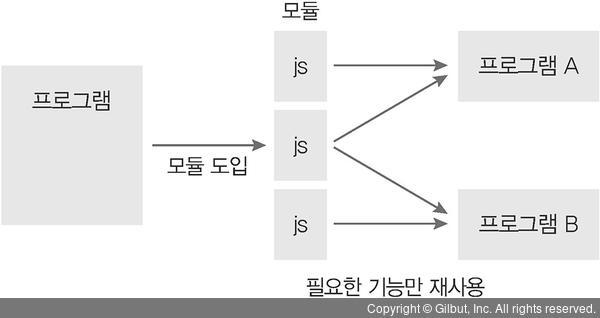 모듈
프로그램
모듈 도입
js
js
js
프로그램 A
프로그램 B
필요한 기능만 재사용
Copyright © Gilbut, Inc. All rights reserved.